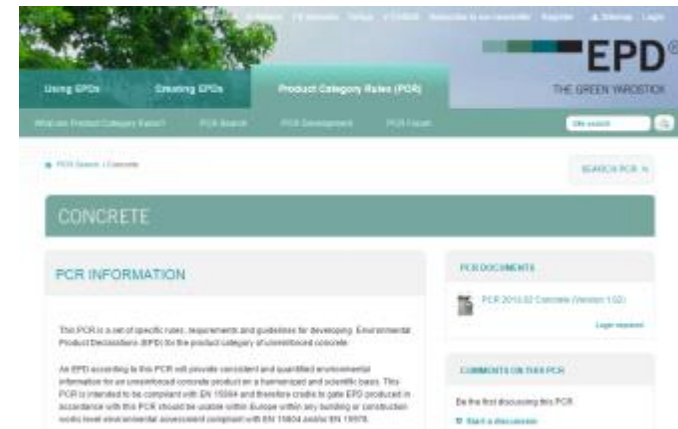 Register Sitemap Login
EPD®
THE GREEN YARDSTICK
Using EPDs Creating EPDs Product Category Rules (PCR)
What are Product Category Rules? PCR Search PCR Development PCR Forum Site search
PCR Search / Concrete
SEARCH PCR
CONCRETE
PCR INFORMATION
This PCR is a set of specific rules, requirements and guidelines for developing Environmental
Product Declarations (EPD) for the product category of unreinforced concrete.
An EPD according to this PCR will provide consistent and quantified environmental
information for an unreinforced concrete product on a harmonized and scientific basis. This
PCR is intended to be compliant with EN 15804 and therefore cradle to gate EPD produced in
accordance with this PCR should be usable within Europe within any building or construction
works level environmental assessment compliant with EN 15804 and/or EN 15978.
PCR DOCUMENTS
PCR 2013:02 Concrete (Version 1.02)
Login required
COMMENTS ON THIS PCR
Be the first discussing this PCR
Start a discussion